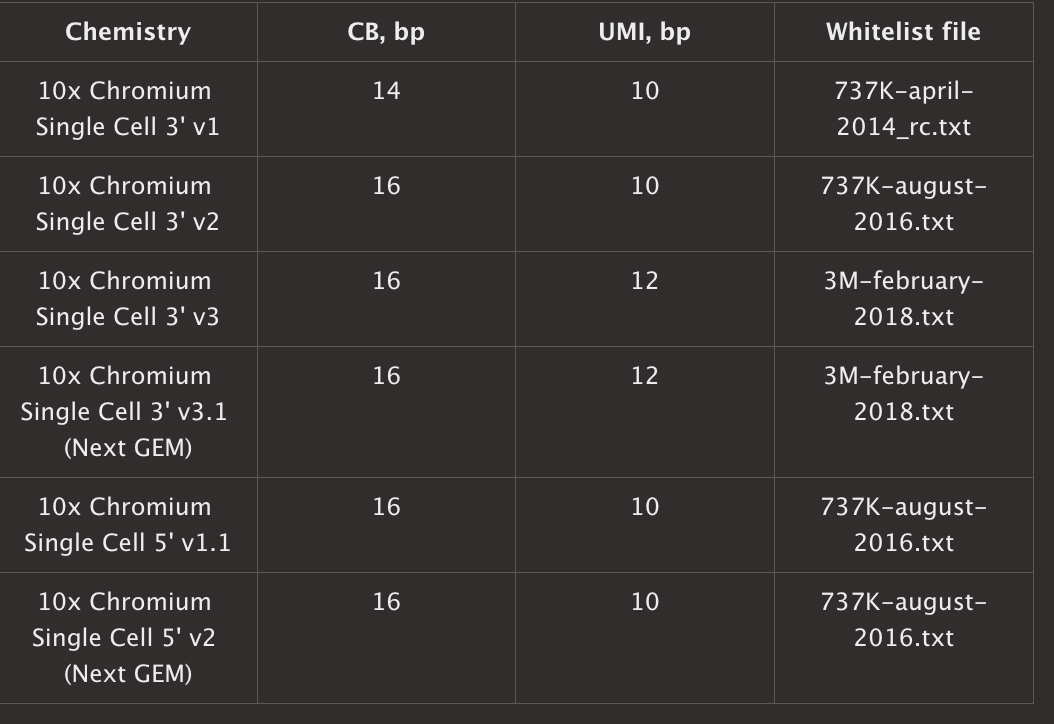 Chemistry CB, bp UMI, bp Whitelist file
10x Chromium 14 10 737K-april-
Single Cell 3' v1 2014_rc.txt
10x Chromium 16 10 737K-august-
Single Cell 3' v2 2016.txt
10x Chromium 16 12 3M-february-
Single Cell 3' v3 2018.txt
10x Chromium 16 12 3M-february-
Single Cell 3' v3.1 2018.txt
(Next GEM)
10x Chromium 16 10 737K-august-
Single Cell 5' v1.1 2016.txt
10x Chromium 16 10 737K-august-
Single Cell 5' v2 2016.txt
(Next GEM)